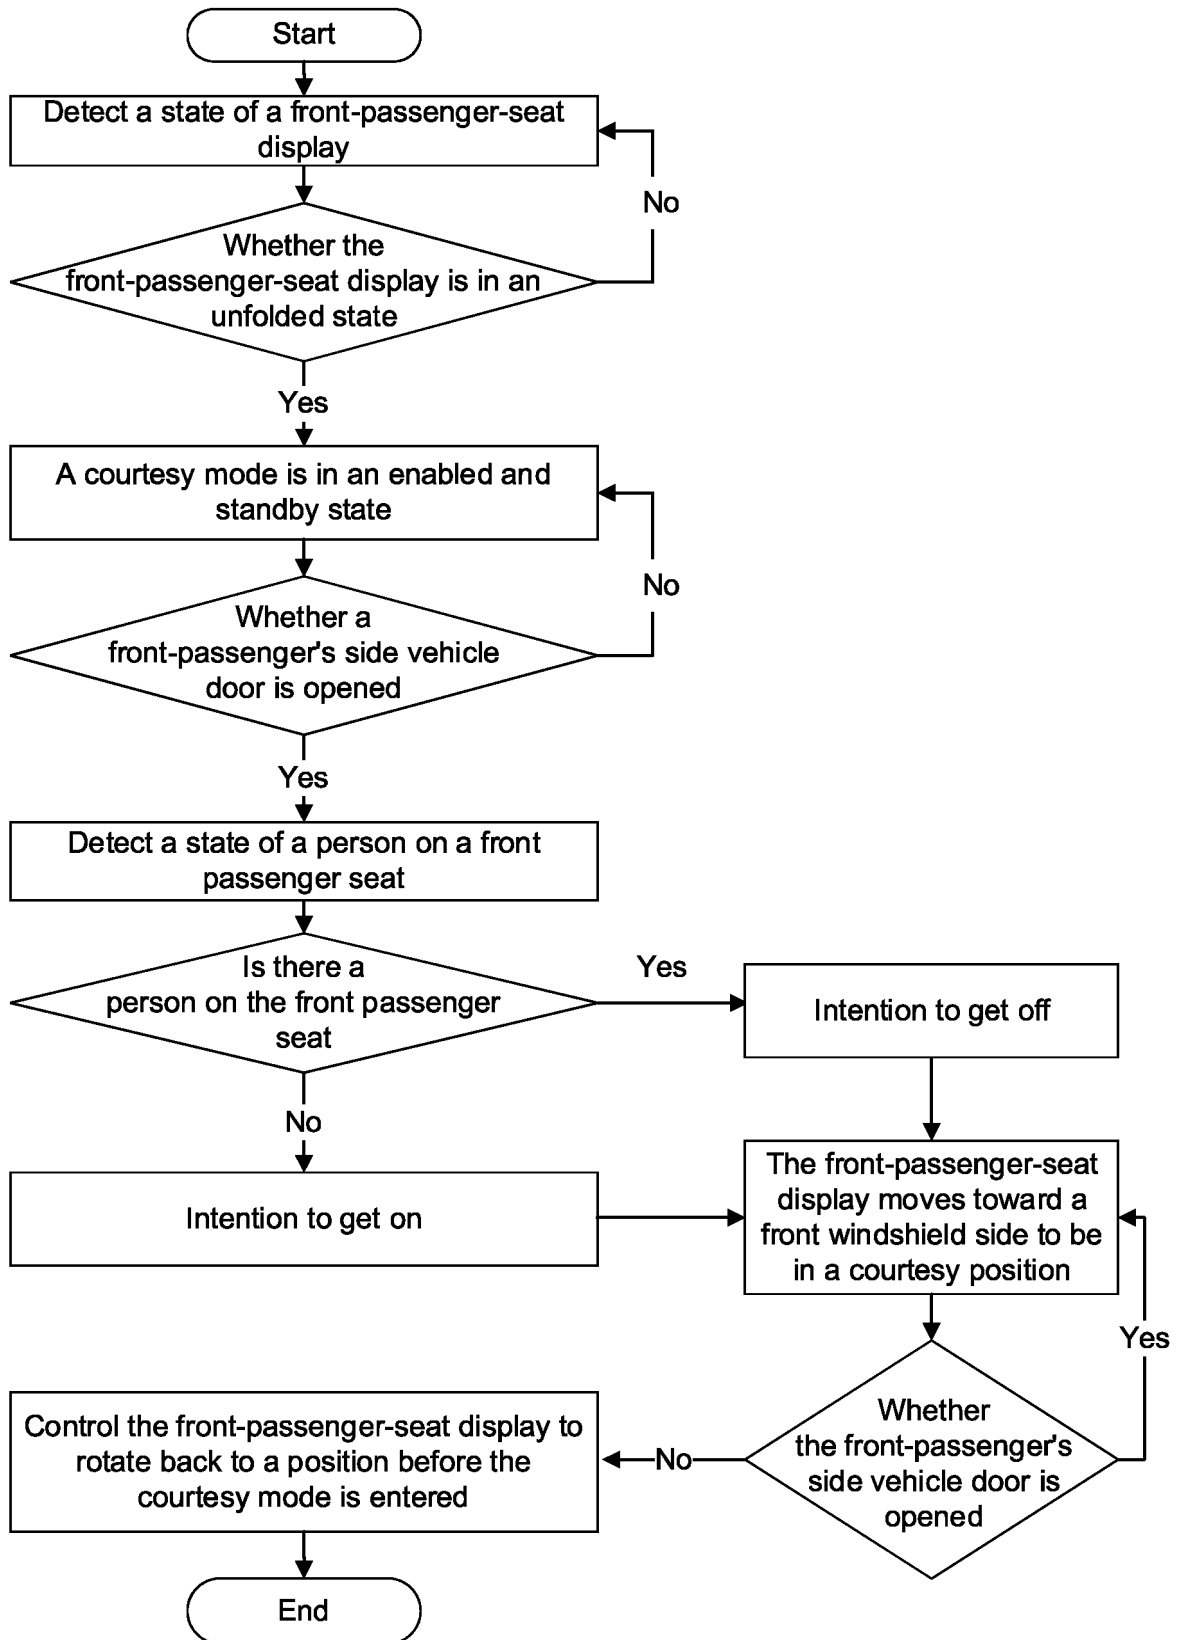 Start
Detect a state of a front-passenger-seat
display
No
Whether the
front-passenger-seat display is in an
unfolded state
Yes
A courtesy mode is in an enabled and
standby state
No
Whether a
front-passenger's side vehicle
door is opened
Yes
Detect a state of a person on a front
passenger seat
Is there a
person on the front passenger
seat
Yes
Intention to get off
No
Intention to get on
The front-passenger-seat
display moves toward a
front windshield side to be
in a courtesy position
Yes
Whether
the front-passenger's
side vehicle door is
opened
No
Control the front-passenger-seat display to
rotate back to a position before the
courtesy mode is entered
End